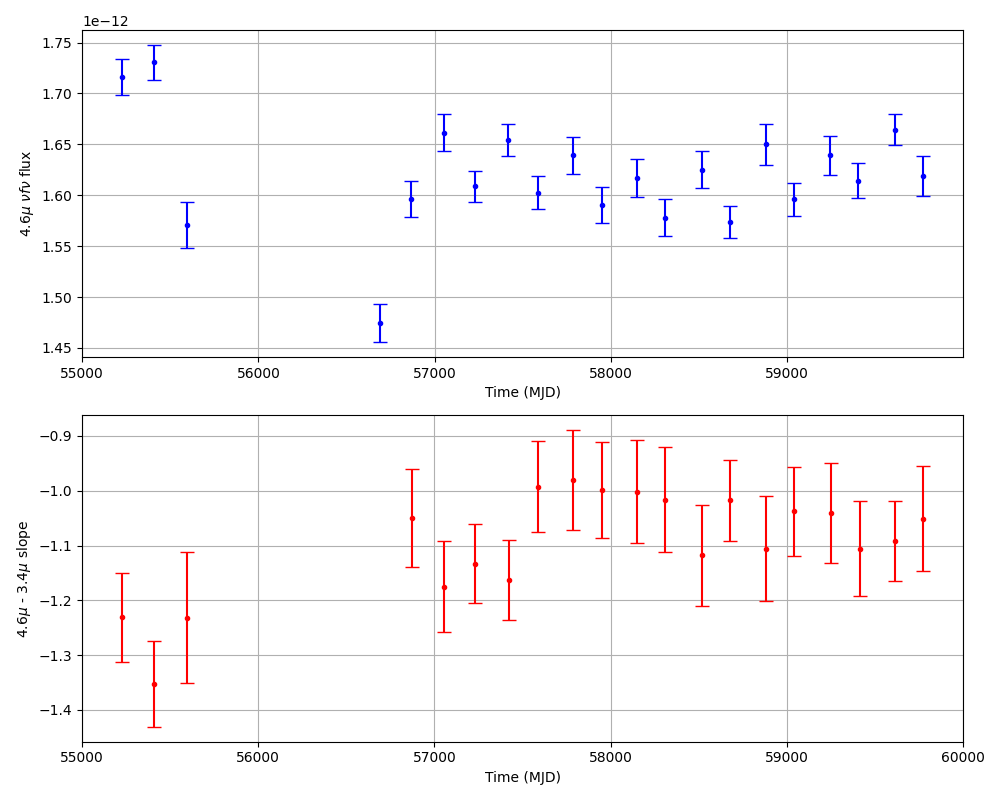 1e−12
1.75
1.70
1.65
1.60
1.55
1.50
1.45
4.6μ νfν flux
55000 56000 57000 58000 59000
Time (MJD)
−0.9
−1.0
−1.1
−1.2
−1.3
−1.4
4.6μ - 3.4μ slope
55000 56000 57000 58000 59000 60000
Time (MJD)